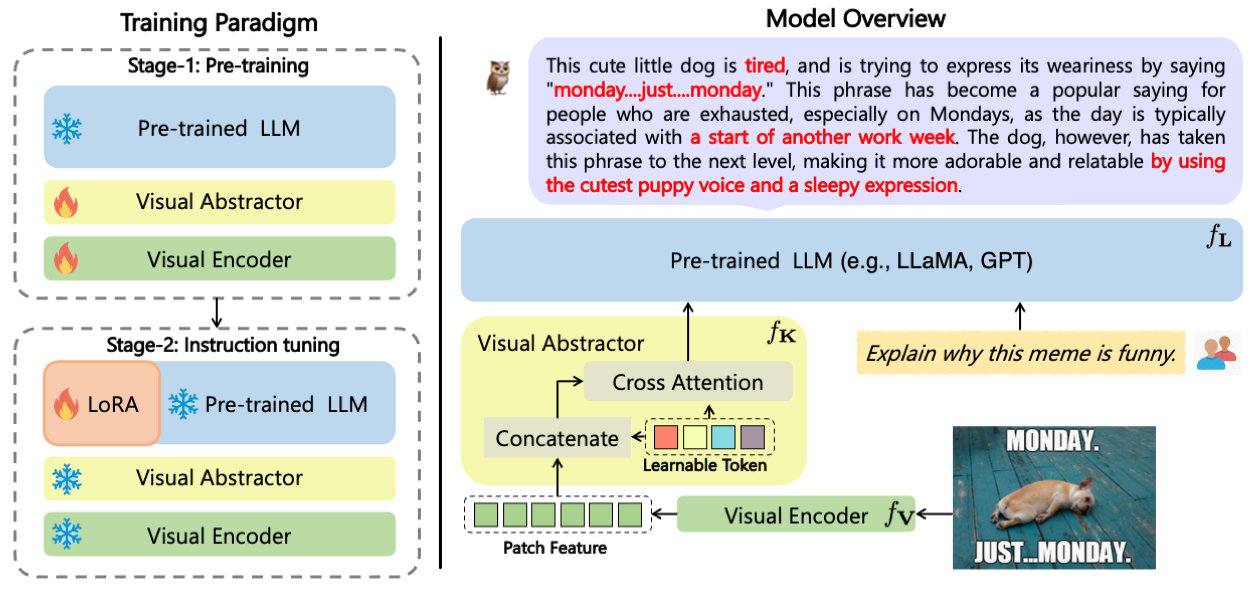 Training Paradigm
Stage-1: Pre-training
Pre-trained LLM
Visual Abstractor
Visual Encoder
Stage-2: Instruction tuning
LoRA
Pre-trained LLM
Visual Abstractor
Visual Encoder
Model Overview
This cute little dog is tired, and is trying to express its weariness by saying
"monday....just....monday." This phrase has become a popular saying for
people who are exhausted, especially on Mondays, as the day is typically
associated with a start of another work week. The dog, however, has taken
this phrase to the next level, making it more adorable and relatable by using
the cutest puppy voice and a sleepy expression.
f_L
Pre-trained LLM (e.g., LLaMA, GPT)
Visual Abstractor
f_K
Explain why this meme is funny.
Cross Attention
Concatenate
Learnable Token
MONDAY.
JUST...MONDAY.
Visual Encoder f_V
Patch Feature